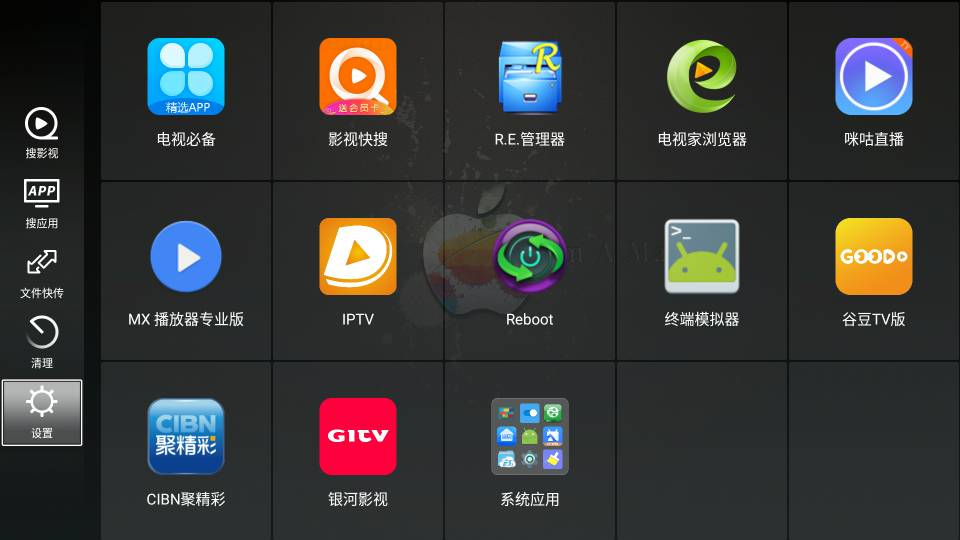 搜影视
APP
搜应用
文件快传
清理
设置
精选APP
电视必备
送会员卡
影视快搜
R
R.E.管理器
电视家浏览器
TV
咪咕直播
MX 播放器专业版
IPTV
Reboot
>_
终端模拟器
GOODO
谷豆TV版
CIBN
聚精彩
CIBN聚精彩
GITV
银河影视
系统应用